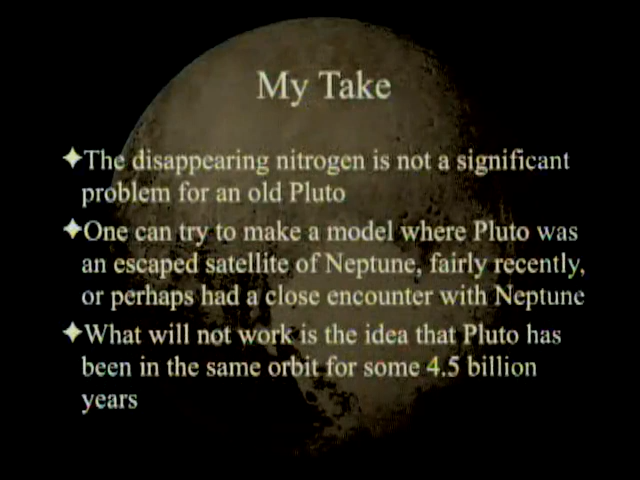 My Take
✦The disappearing nitrogen is not a significant
problem for an old Pluto
✦One can try to make a model where Pluto was
an escaped satellite of Neptune, fairly recently,
or perhaps had a close encounter with Neptune
✦What will not work is the idea that Pluto has
been in the same orbit for some 4.5 billion
years